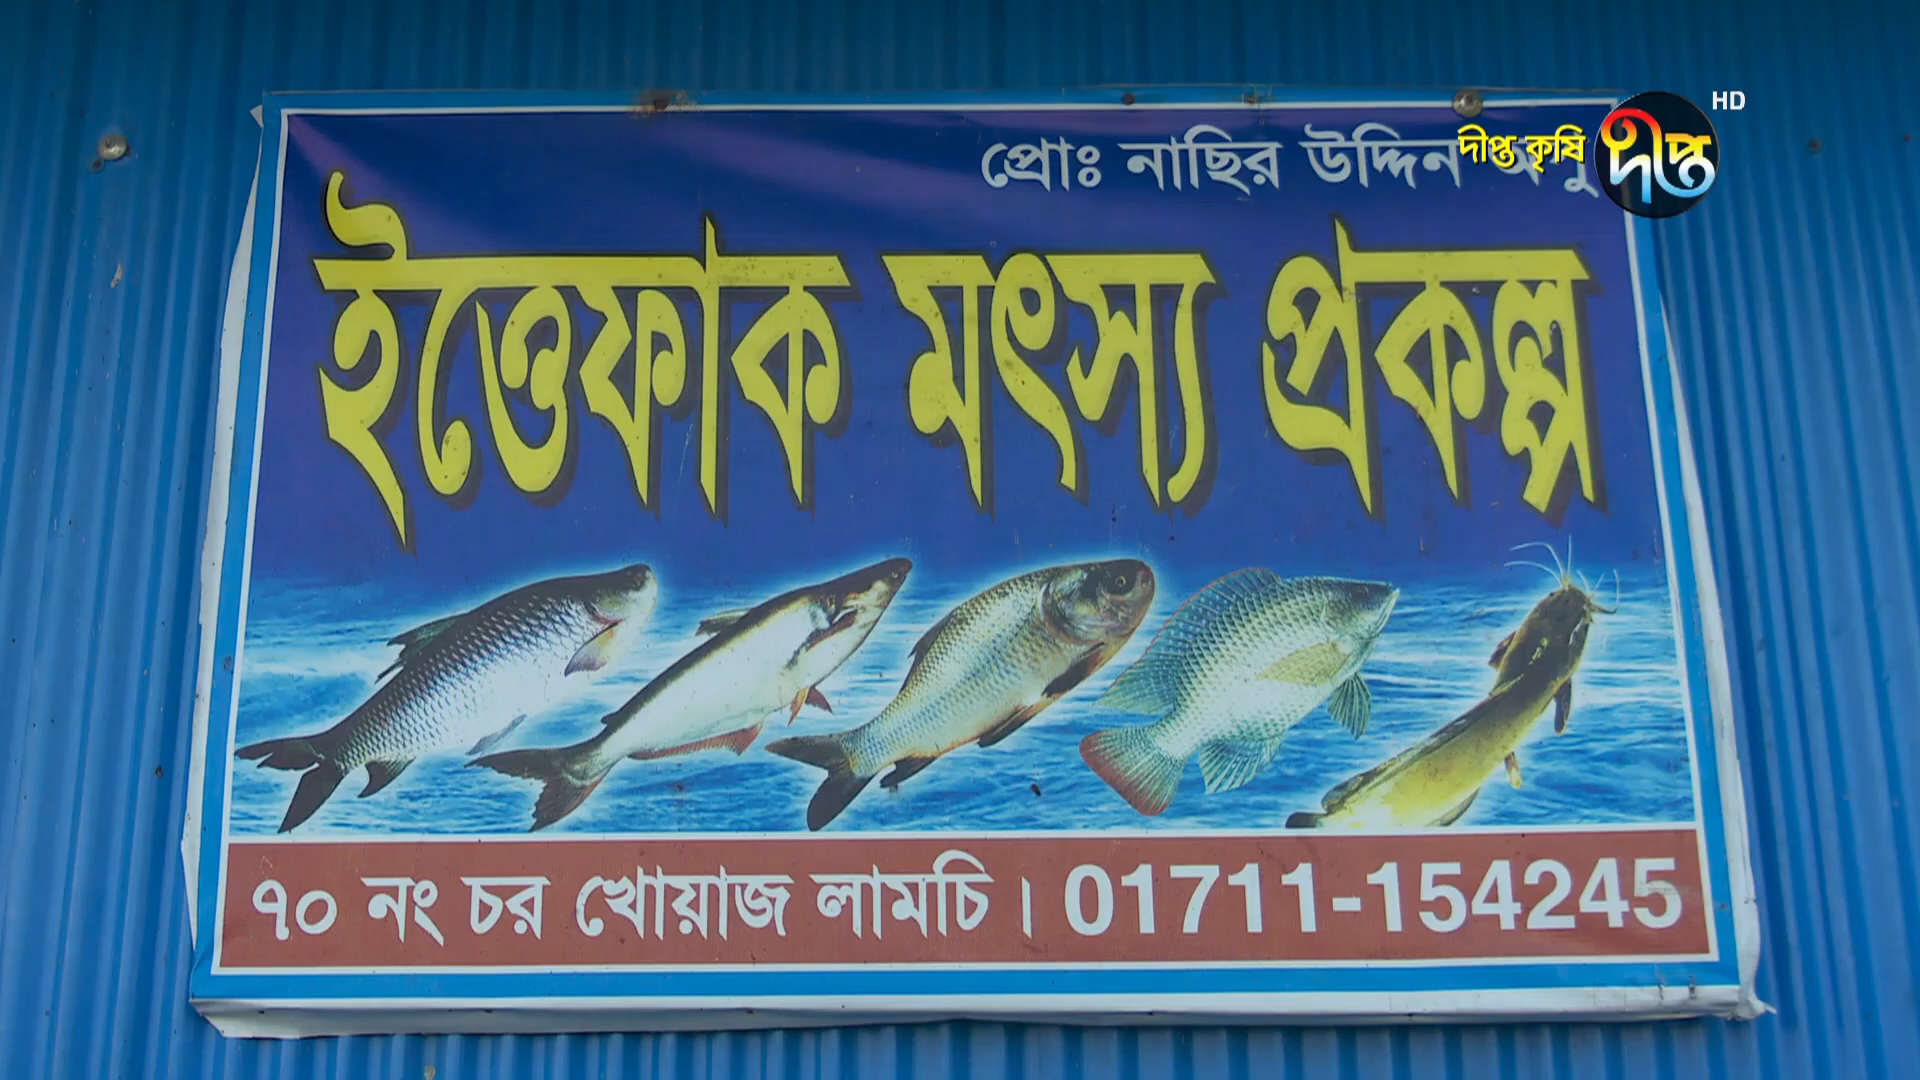 HD
দীপ্ত কৃষি
দীপ্ত
প্রোঃ নাছির উদ্দিন
ইত্তেফাক মৎস্য প্রকল্প
৭০ নং চর খোয়াজ লামচি । 01711-154245